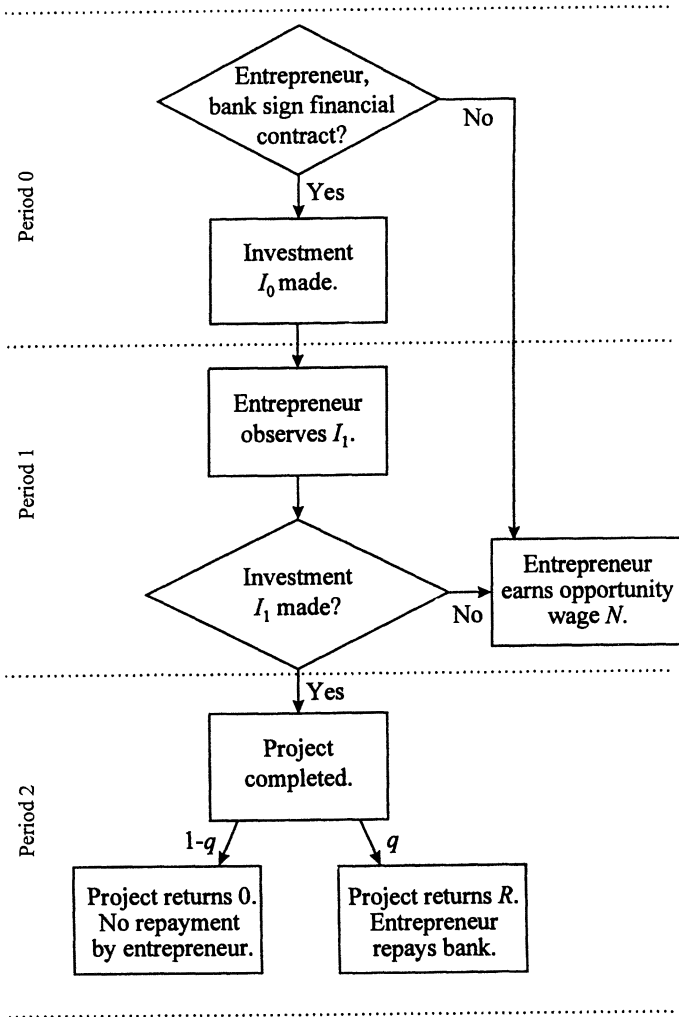 Period 0
Entrepreneur,
bank sign financial
contract?
No
Yes
Investment
I₀ made.
Period 1
Entrepreneur
observes I₁.
Investment
I₁ made?
No
Entrepreneur
earns opportunity
wage N.
Yes
Period 2
Project
completed.
1-q
q
Project returns 0.
No repayment
by entrepreneur.
Project returns R.
Entrepreneur
repays bank.